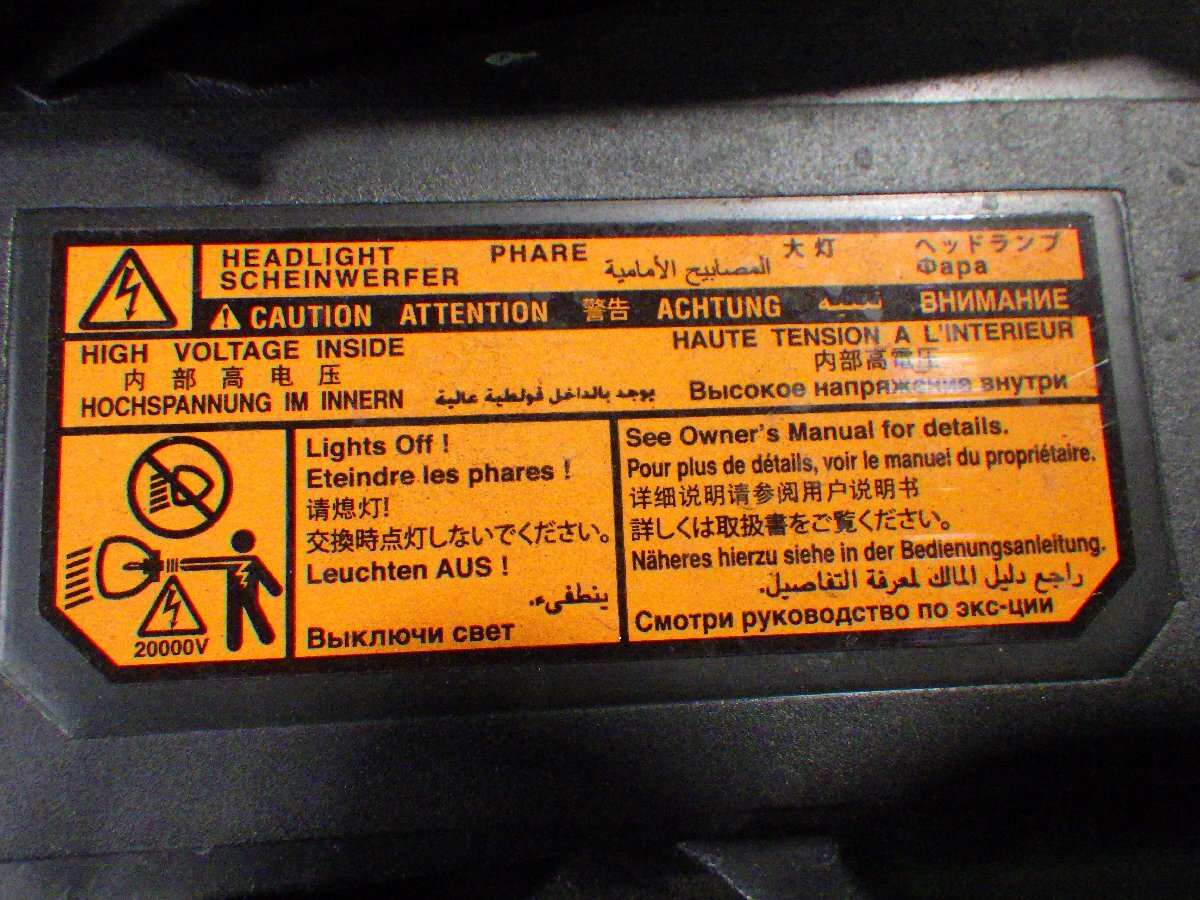 HEADLIGHT PHARE 大灯 ヘッドランプ
SCHEINWERFER المصابيح الأمامية Фара
CAUTION ATTENTION 警告 ACHTUNG تنبيه ВНИМАНИЕ
HIGH VOLTAGE INSIDE HAUTE TENSION A L'INTERIEUR
内部高电压 内部高電圧
HOCHSPANNUNG IM INNERN يوجد بالداخل فولطية عالية Высокое напряжение внутри
Lights Off !
Eteindre les phares !
请熄灯!
交換時点灯しないでください。
Leuchten AUS !
ينطفىء.
Выключи свет
20000V
See Owner's Manual for details.
Pour plus de détails, voir le manuel du propriétaire.
详细说明请参阅用户说明书
詳しくは取扱書をご覧ください。
Näheres hierzu siehe in der Bedienungsanleitung.
راجع دليل المالك لمعرفة التفاصيل.
Смотри руководство по экс-ции